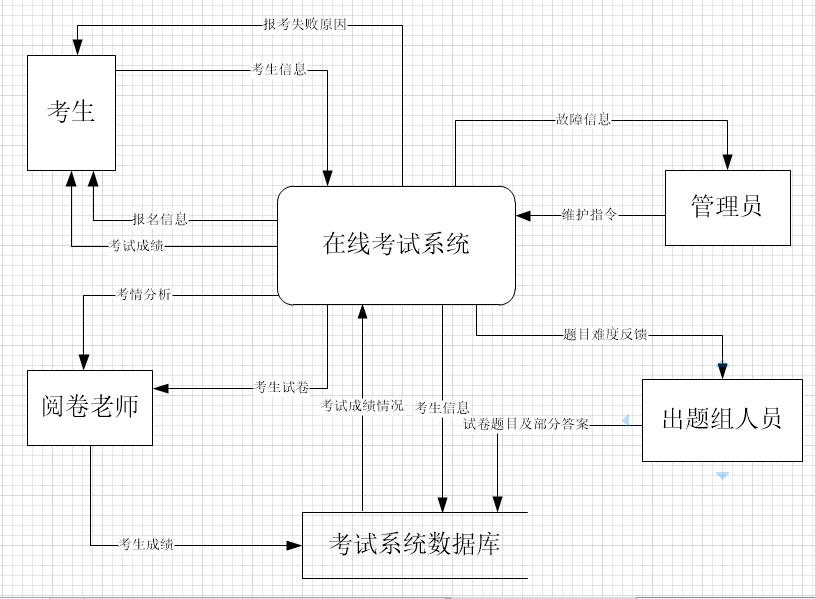 报考失败原因
考生信息
考生
故障信息
管理员
维护指令
报名信息
考试成绩
在线考试系统
考情分析
题目难度反馈
考生试卷
阅卷老师
考试成绩情况
考生信息
出题组人员
试卷题目及部分答案
考生成绩
考试系统数据库